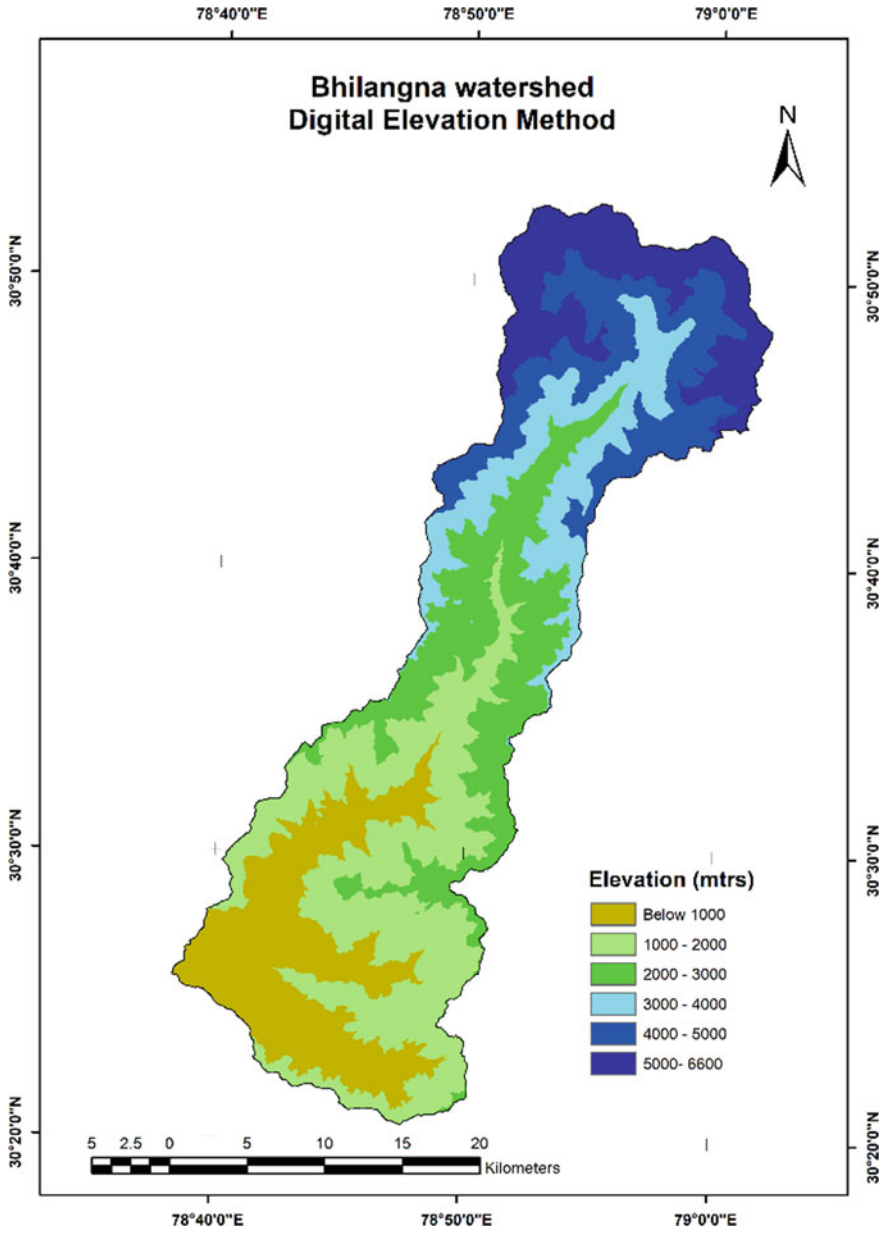 78°40'0"E 78°50'0"E 79°0'0"E
Bhilangna watershed
Digital Elevation Method
N
30°50'0"N
30°50'0"N
30°40'0"N
30°40'0"N
30°30'0"N
30°30'0"N
Elevation (mtrs)
Below 1000
1000 - 2000
2000 - 3000
3000 - 4000
4000 - 5000
5000- 6600
30°20'0"N
30°20'0"N
5 2.5 0 5 10 15 20
Kilometers
78°40'0"E 78°50'0"E 79°0'0"E